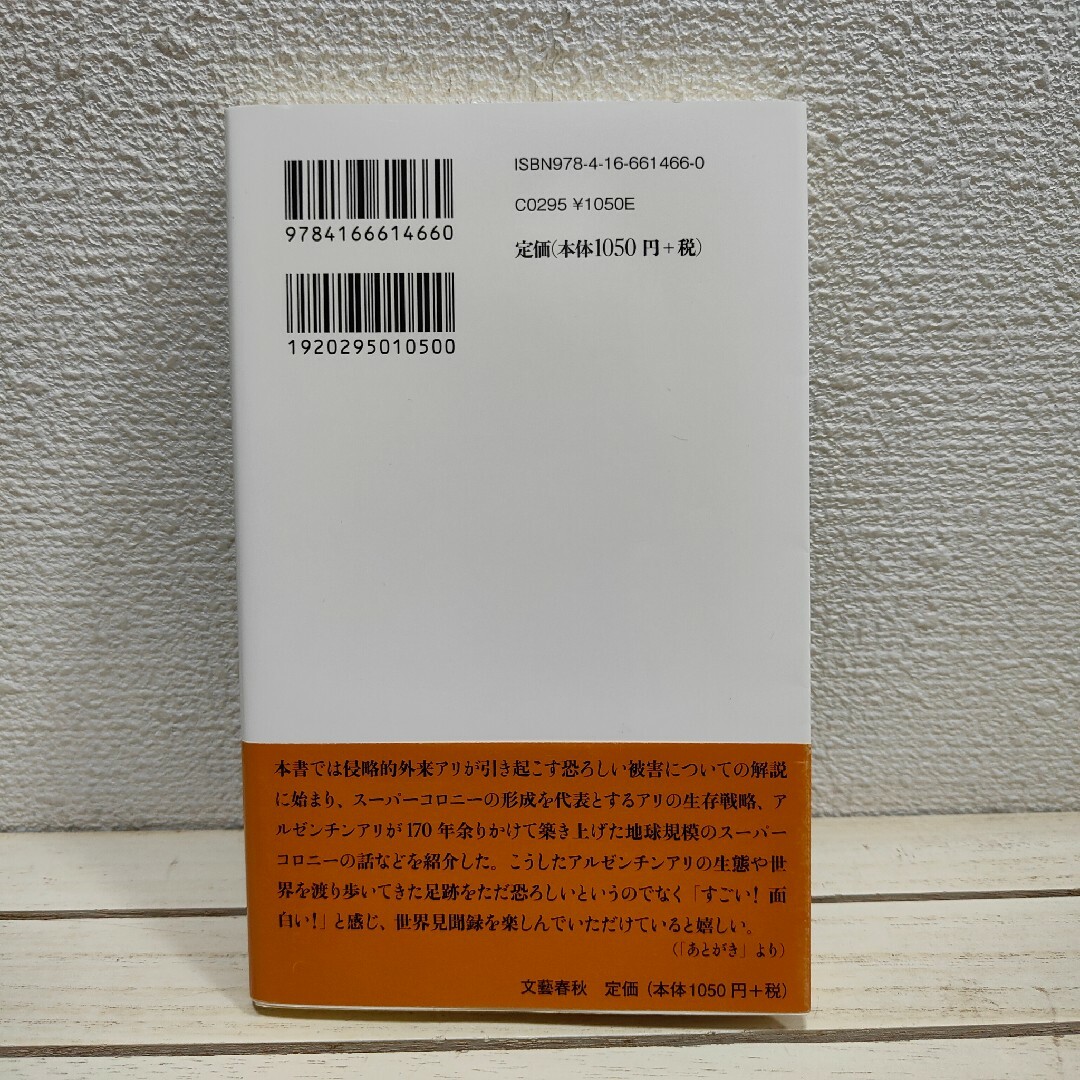 9784166614660
1920295010500
ISBN978-4-16-661466-0
C0295 ¥1050E
定価(本体1050円+税)
本書では侵略的外来アリが引き起こす恐ろしい被害についての解説
に始まり、スーパーコロニーの形成を代表とするアリの生存戦略、ア
ルゼンチンアリが170年余りかけて築き上げた地球規模のスーパー
コロニーの話などを紹介した。こうしたアルゼンチンアリの生態や世
界を渡り歩いてきた足跡をただ恐ろしいというのでなく「すごい! 面
白い!」と感じ、世界見聞録を楽しんでいただけていると嬉しい。
(「あとがき」より)
文藝春秋 定価(本体1050円+税)